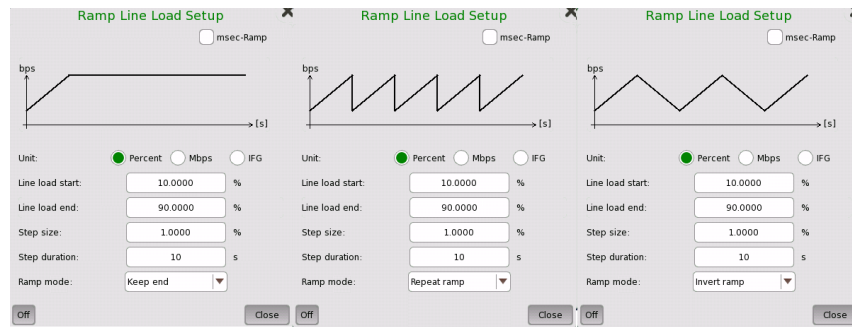 Ramp Line Load Setup
msec-Ramp
bps
[s]
Unit: Percent Mbps IFG
Line load start: 10.0000 %
Line load end: 90.0000 %
Step size: 1.0000 %
Step duration: 10 s
Ramp mode: Keep end
Off Close
Ramp Line Load Setup
msec-Ramp
bps
[s]
Unit: Percent Mbps IFG
Line load start: 10.0000 %
Line load end: 90.0000 %
Step size: 1.0000 %
Step duration: 10 s
Ramp mode: Repeat ramp
Off Close
Ramp Line Load Setup
msec-Ramp
bps
[s]
Unit: Percent Mbps IFG
Line load start: 10.0000 %
Line load end: 90.0000 %
Step size: 1.0000 %
Step duration: 10 s
Ramp mode: Invert ramp
Off Close